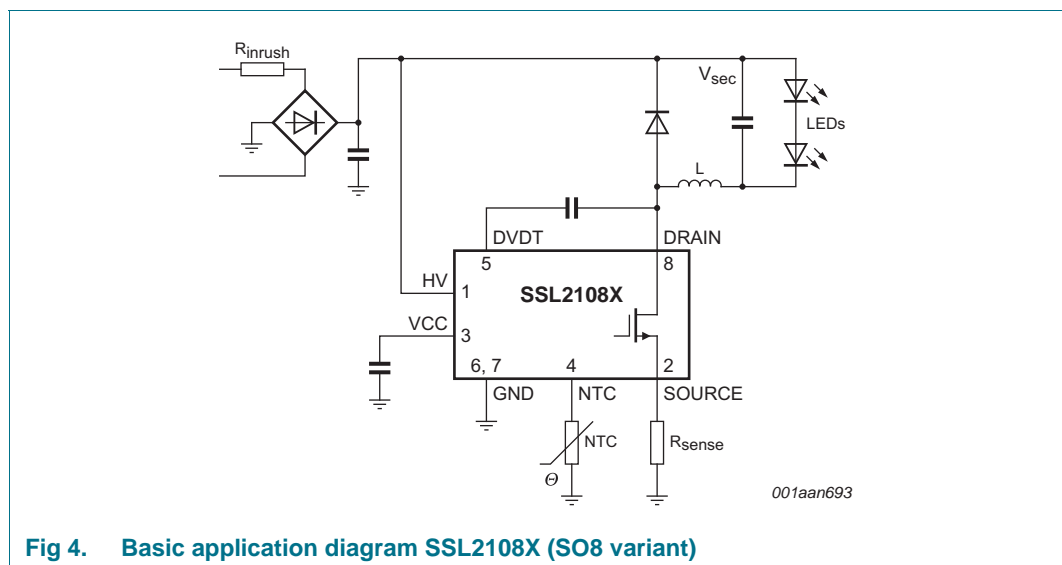 Rinrush
Vsec
LEDs
L
DVDT
DRAIN
5
8
HV
1
SSL2108X
VCC
3
6, 7
4
2
GND
NTC
SOURCE
NTC
Rsense
Θ
001aan693
Fig 4. Basic application diagram SSL2108X (SO8 variant)